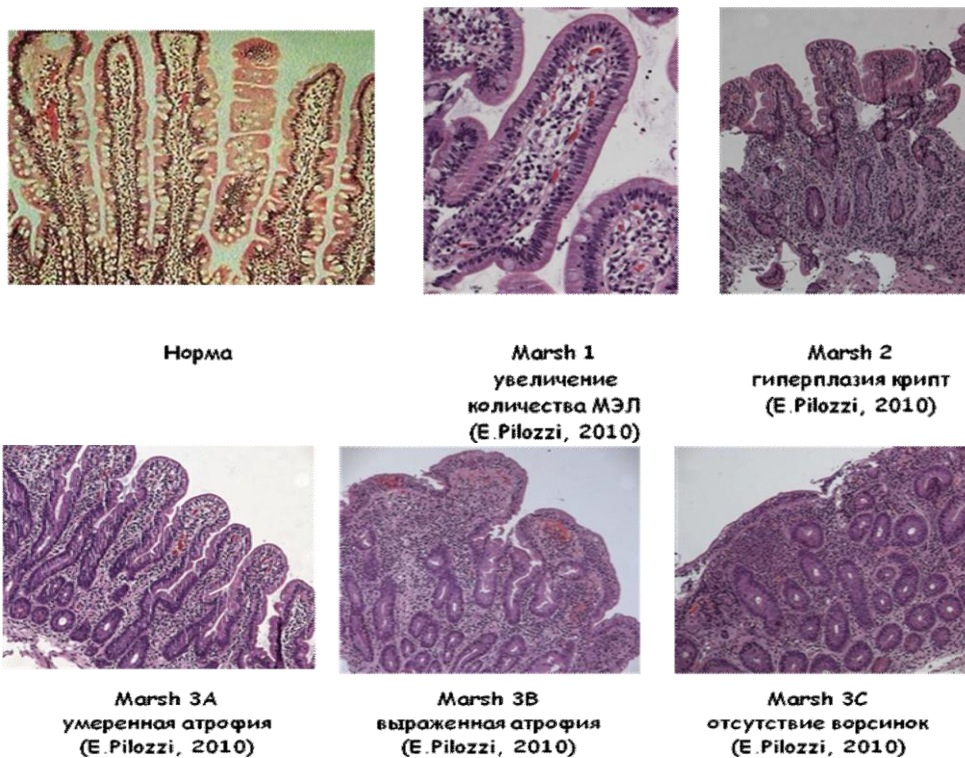 Норма
Marsh 1
увеличение
количества МЭЛ
(E.Pilozzi, 2010)
Marsh 2
гиперплазия крипт
(E.Pilozzi, 2010)
Marsh 3A
умеренная атрофия
(E.Pilozzi, 2010)
Marsh 3B
выраженная атрофия
(E.Pilozzi, 2010)
Marsh 3C
отсутствие ворсинок
(E.Pilozzi, 2010)